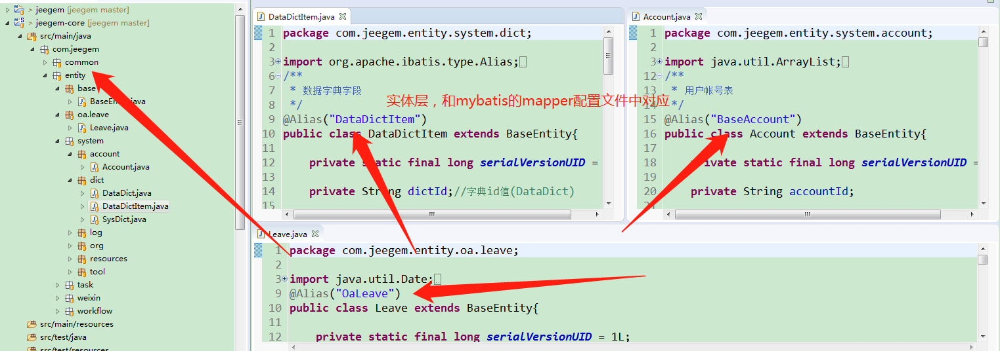 > jeegem [jeegem master]
> jeegem-core [jeegem master]
src/main/java
com.jeegem
common
entity
base
BaseEntity.java
oa.leave
Leave.java
system
account
Account.java
dict
DataDict.java
DataDictItem.java
SysDict.java
log
org
resources
tool
task
weixin
workflow
src/main/resources
src/test/java
src/test/resources
DataDictItem.java
1 package com.jeegem.entity.system.dict;
2
3 import org.apache.ibatis.type.Alias;
6 /**
7 * 数据字典字段
8 */
9 @Alias("DataDictItem")
10 public class DataDictItem extends BaseEntity{
11
12 private static final long serialVersionUID =
13
14 private String dictId;//字典id值(DataDict)
15
实体层，和mybatis的mapper配置文件中对应
Account.java
1 package com.jeegem.entity.system.account;
2
3 import java.util.ArrayList;
12 /**
13 * 用户帐号表
14 */
15 @Alias("BaseAccount")
16 public class Account extends BaseEntity{
17
18 private static final long serialVersionUID =
19
20 private String accountId;
21
Leave.java
1 package com.jeegem.entity.oa.leave;
2
3 import java.util.Date;
9 @Alias("OaLeave")
10 public class Leave extends BaseEntity{
11
12 private static final long serialVersionUID = 1L;